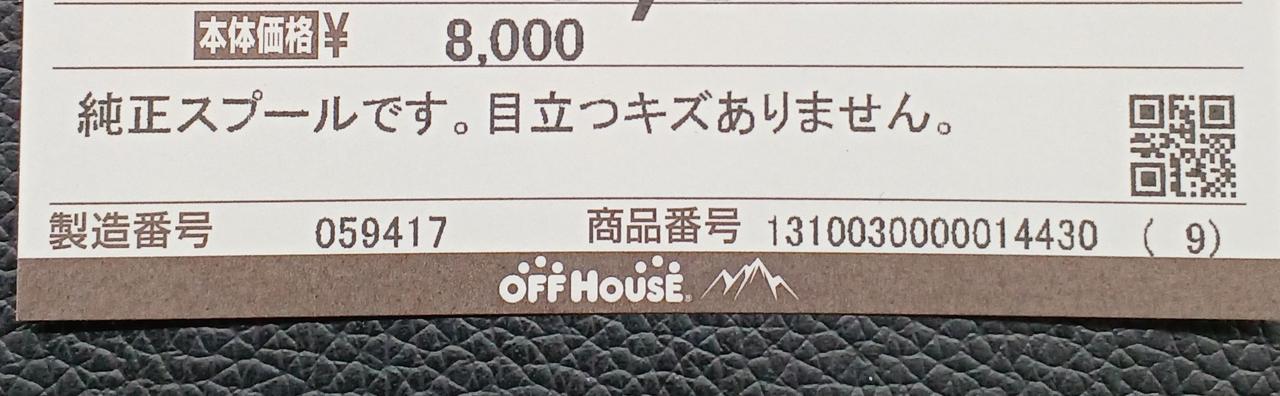 本体価格 ¥ 8,000
純正スプールです。目立つキズありません。
製造番号 059417 商品番号 1310030000014430 ( 9)
OFF HOUSE